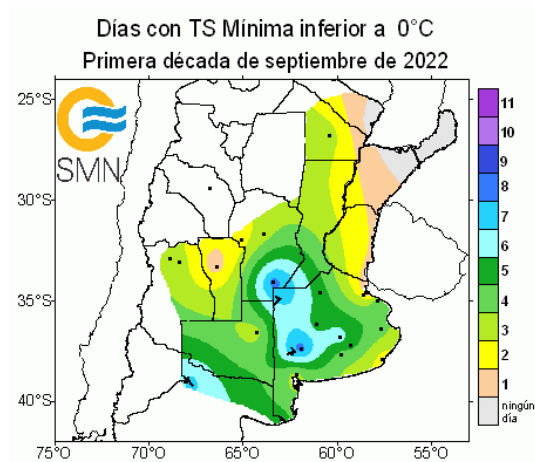 Días con TS Mínima inferior a 0°C
Primera década de septiembre de 2022
25°S
30°S
35°S
40°S
SMN
75°O
70°O
65°O
60°O
55°O
11
10
9
8
7
6
5
4
3
2
1
ningún
día